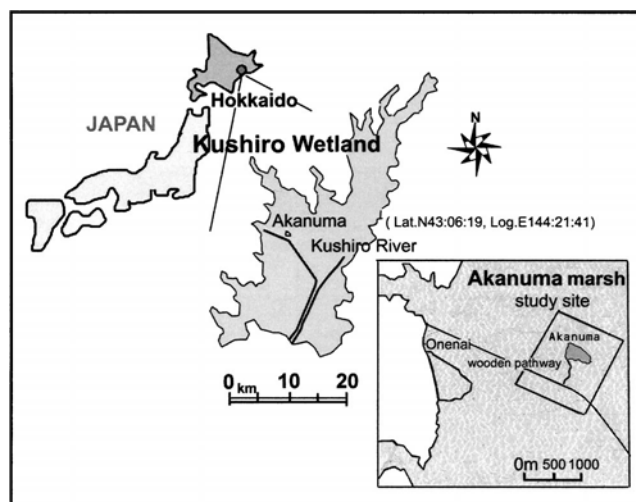 Hokkaido
JAPAN
Kushiro Wetland
N
Akanuma
( Lat.N43:06:19, Log.E144:21:41)
Kushiro River
0 km 10 20
Akanuma marsh
study site
Akanuma
Onenai
wooden pathway
0m 500 1000